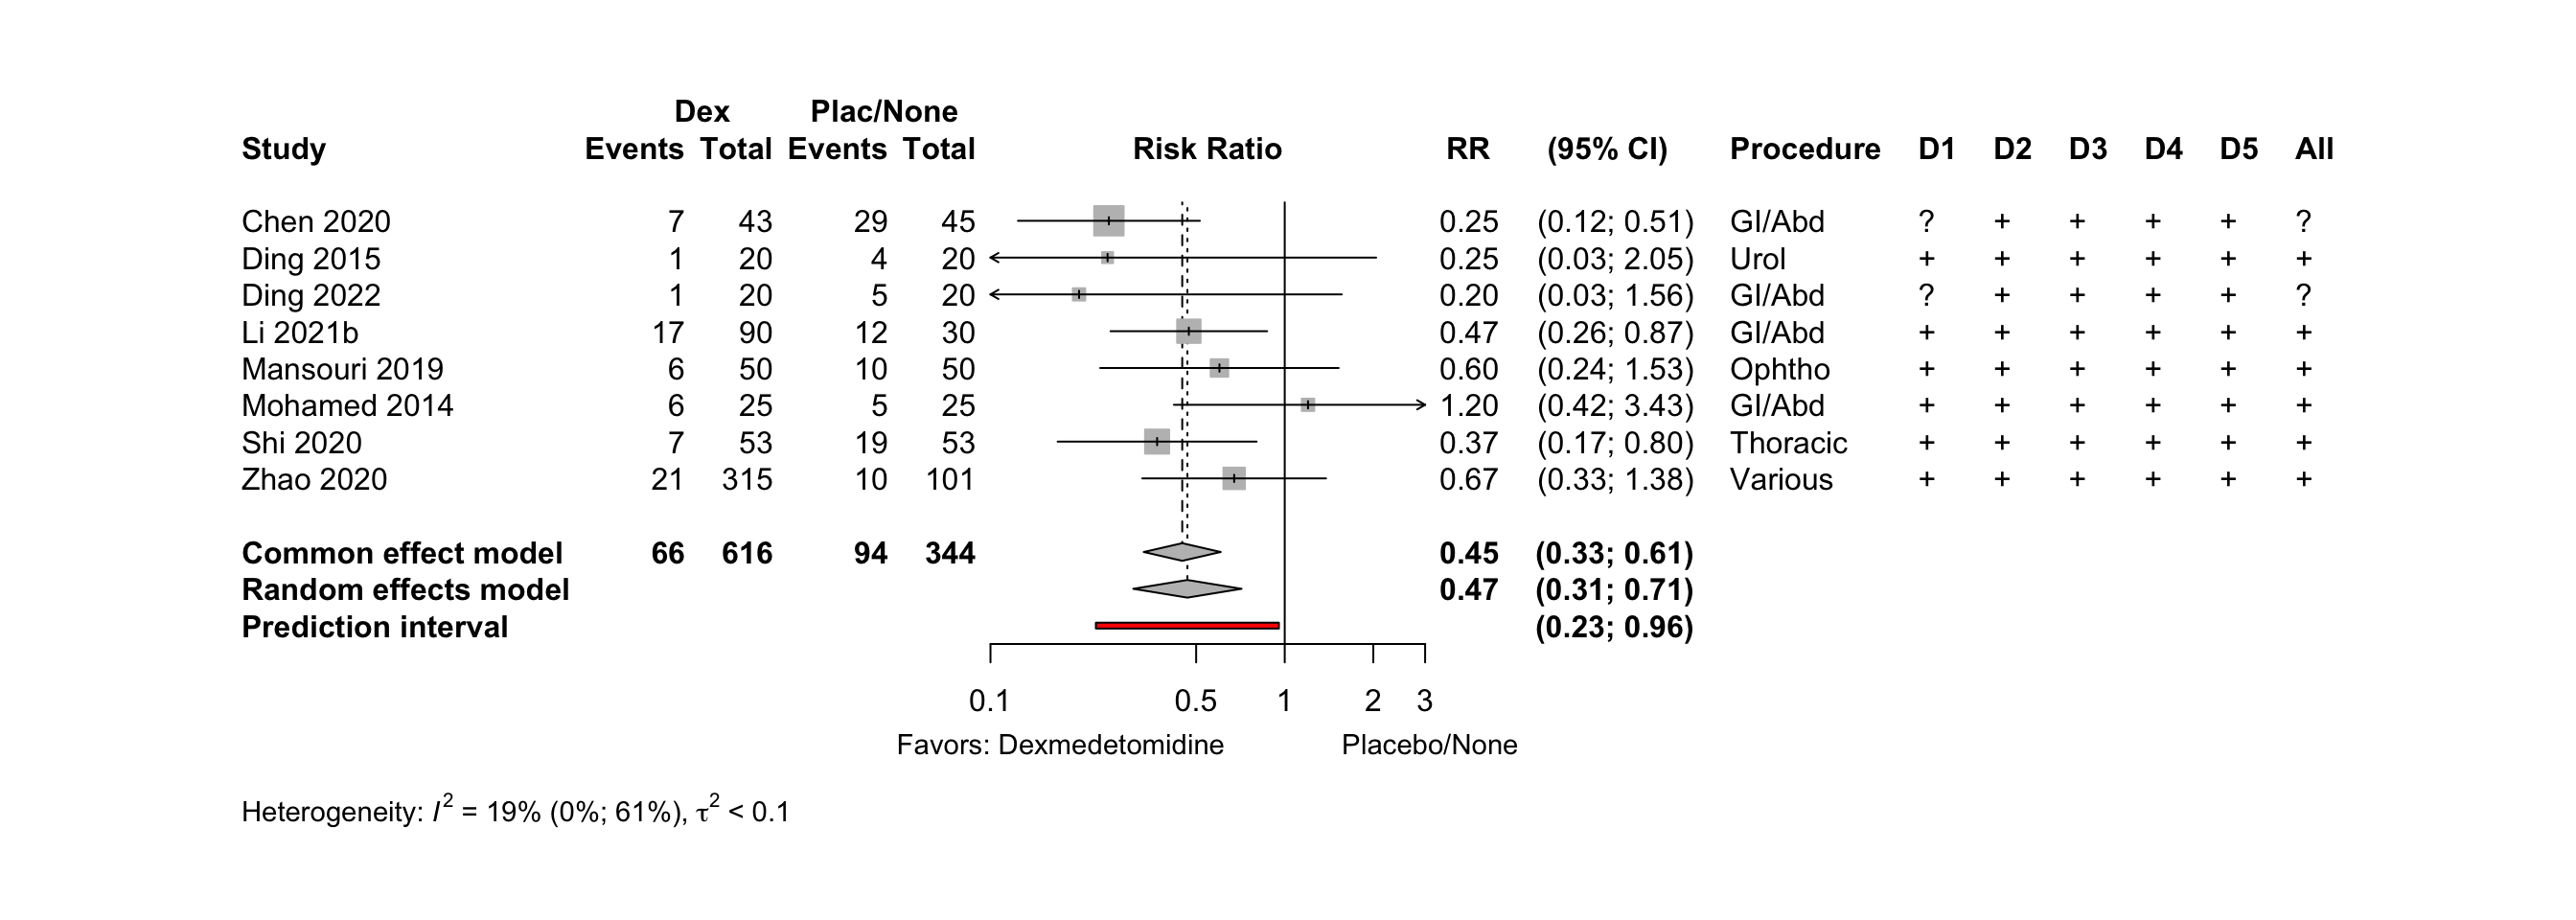 Dex Plac/None
Study Events Total Events Total Risk Ratio RR (95% CI) Procedure D1 D2 D3 D4 D5 All
Chen 2020 7 43 29 45 0.25 (0.12; 0.51) GI/Abd ? + + + + ?
Ding 2015 1 20 4 20 0.25 (0.03; 2.05) Urol + + + + + +
Ding 2022 1 20 5 20 0.20 (0.03; 1.56) GI/Abd ? + + + + ?
Li 2021b 17 90 12 30 0.47 (0.26; 0.87) GI/Abd + + + + + +
Mansouri 2019 6 50 10 50 0.60 (0.24; 1.53) Ophtho + + + + + +
Mohamed 2014 6 25 5 25 1.20 (0.42; 3.43) GI/Abd + + + + + +
Shi 2020 7 53 19 53 0.37 (0.17; 0.80) Thoracic + + + + + +
Zhao 2020 21 315 10 101 0.67 (0.33; 1.38) Various + + + + + +
Common effect model 66 616 94 344 0.45 (0.33; 0.61)
Random effects model 0.47 (0.31; 0.71)
Prediction interval (0.23; 0.96)
0.1 0.5 1 2 3
Favors: Dexmedetomidine Placebo/None
Heterogeneity: I² = 19% (0%; 61%), τ² < 0.1